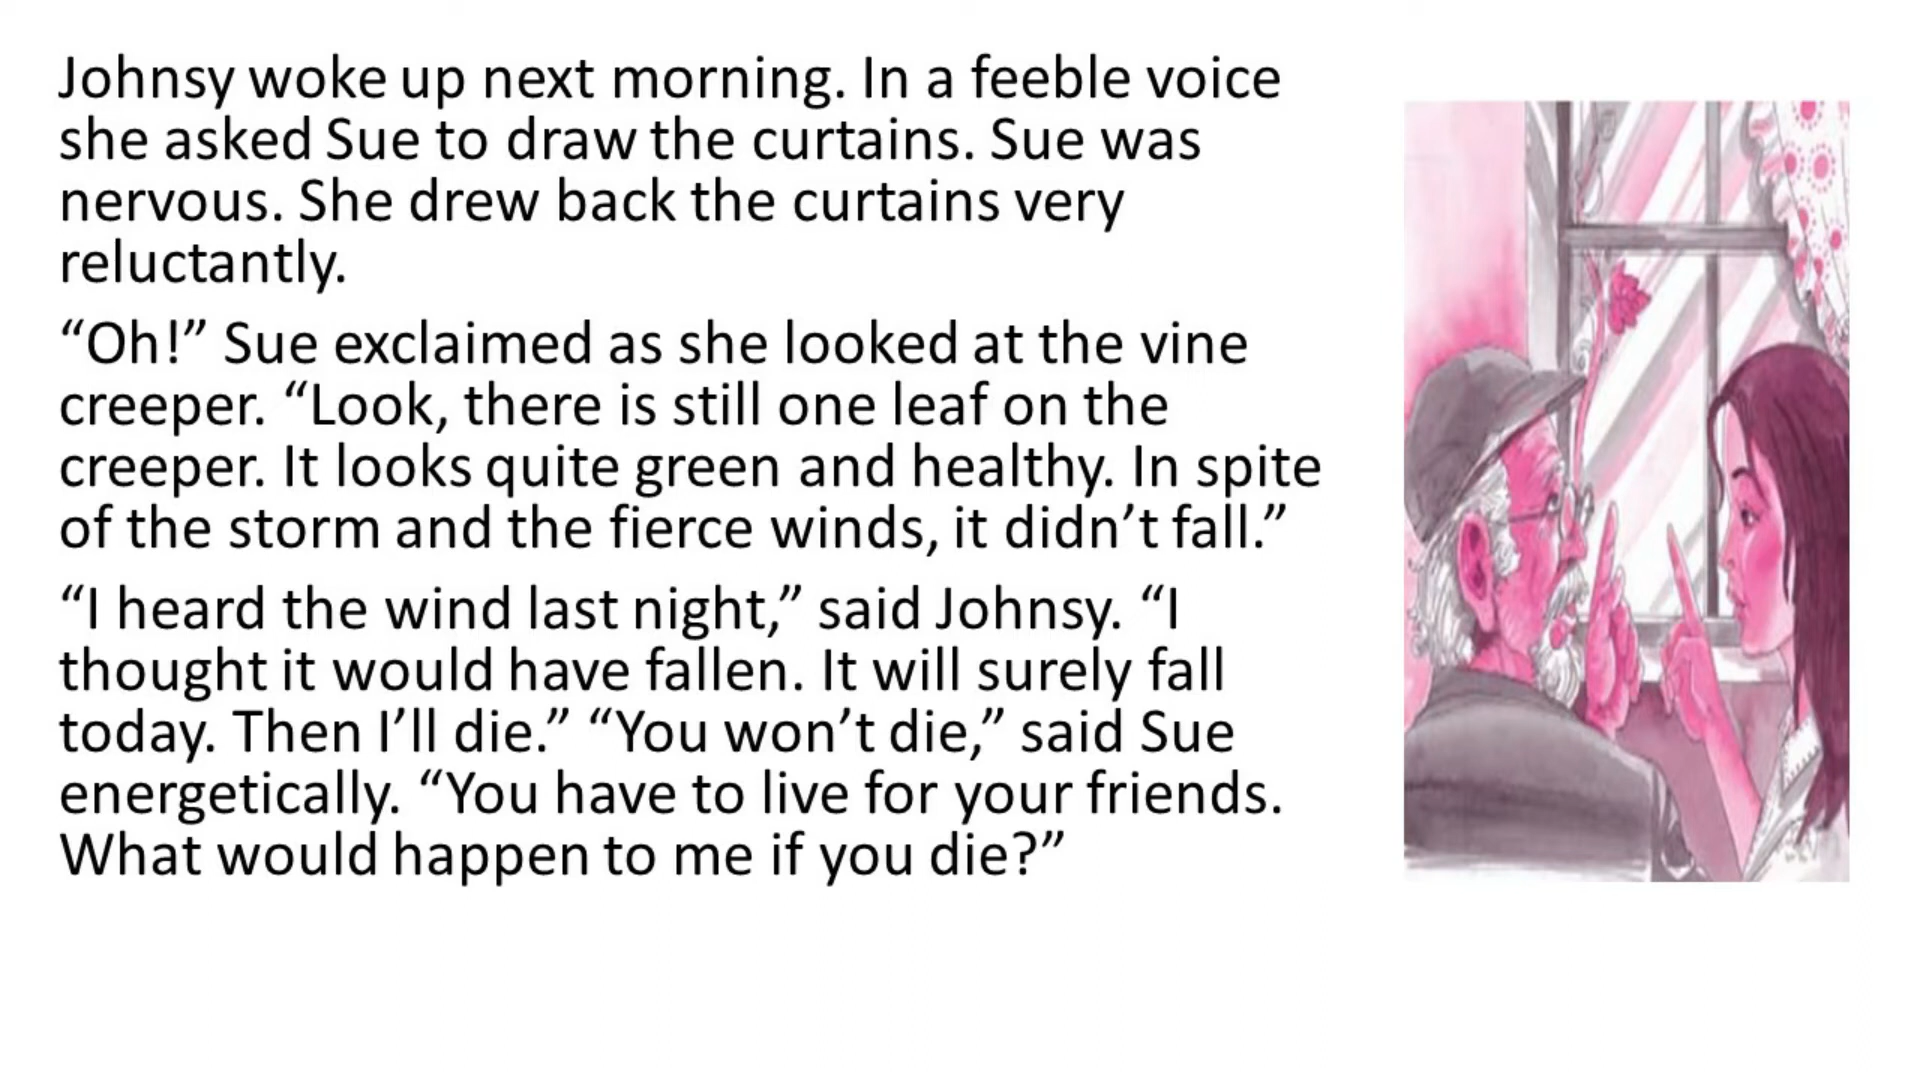 Johnsy woke up next morning. In a feeble voice
she asked Sue to draw the curtains. Sue was
nervous. She drew back the curtains very
reluctantly.
“Oh!” Sue exclaimed as she looked at the vine
creeper. “Look, there is still one leaf on the
creeper. It looks quite green and healthy. In spite
of the storm and the fierce winds, it didn’t fall.”
“I heard the wind last night,” said Johnsy. “I
thought it would have fallen. It will surely fall
today. Then I’ll die.” “You won’t die,” said Sue
energetically. “You have to live for your friends.
What would happen to me if you die?”